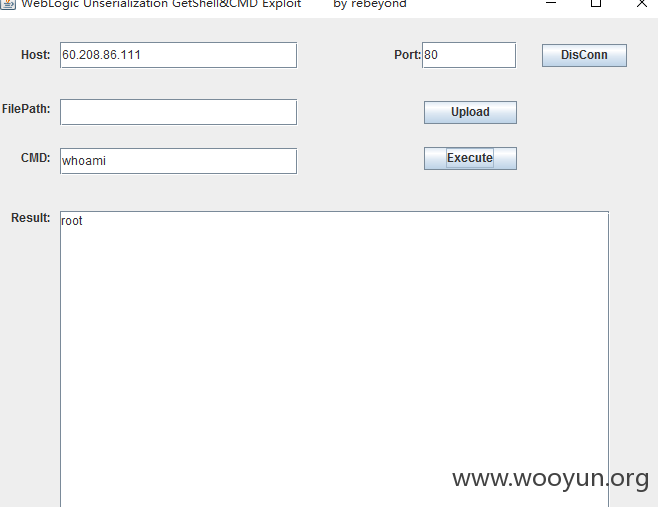 WebLogic Unserialization GetShell&CMD Exploit by rebeyond
Host: 60.208.86.111 Port: 80 DisConn
FilePath: Upload
CMD: whoami Execute
Result: root
www.wooyun.org